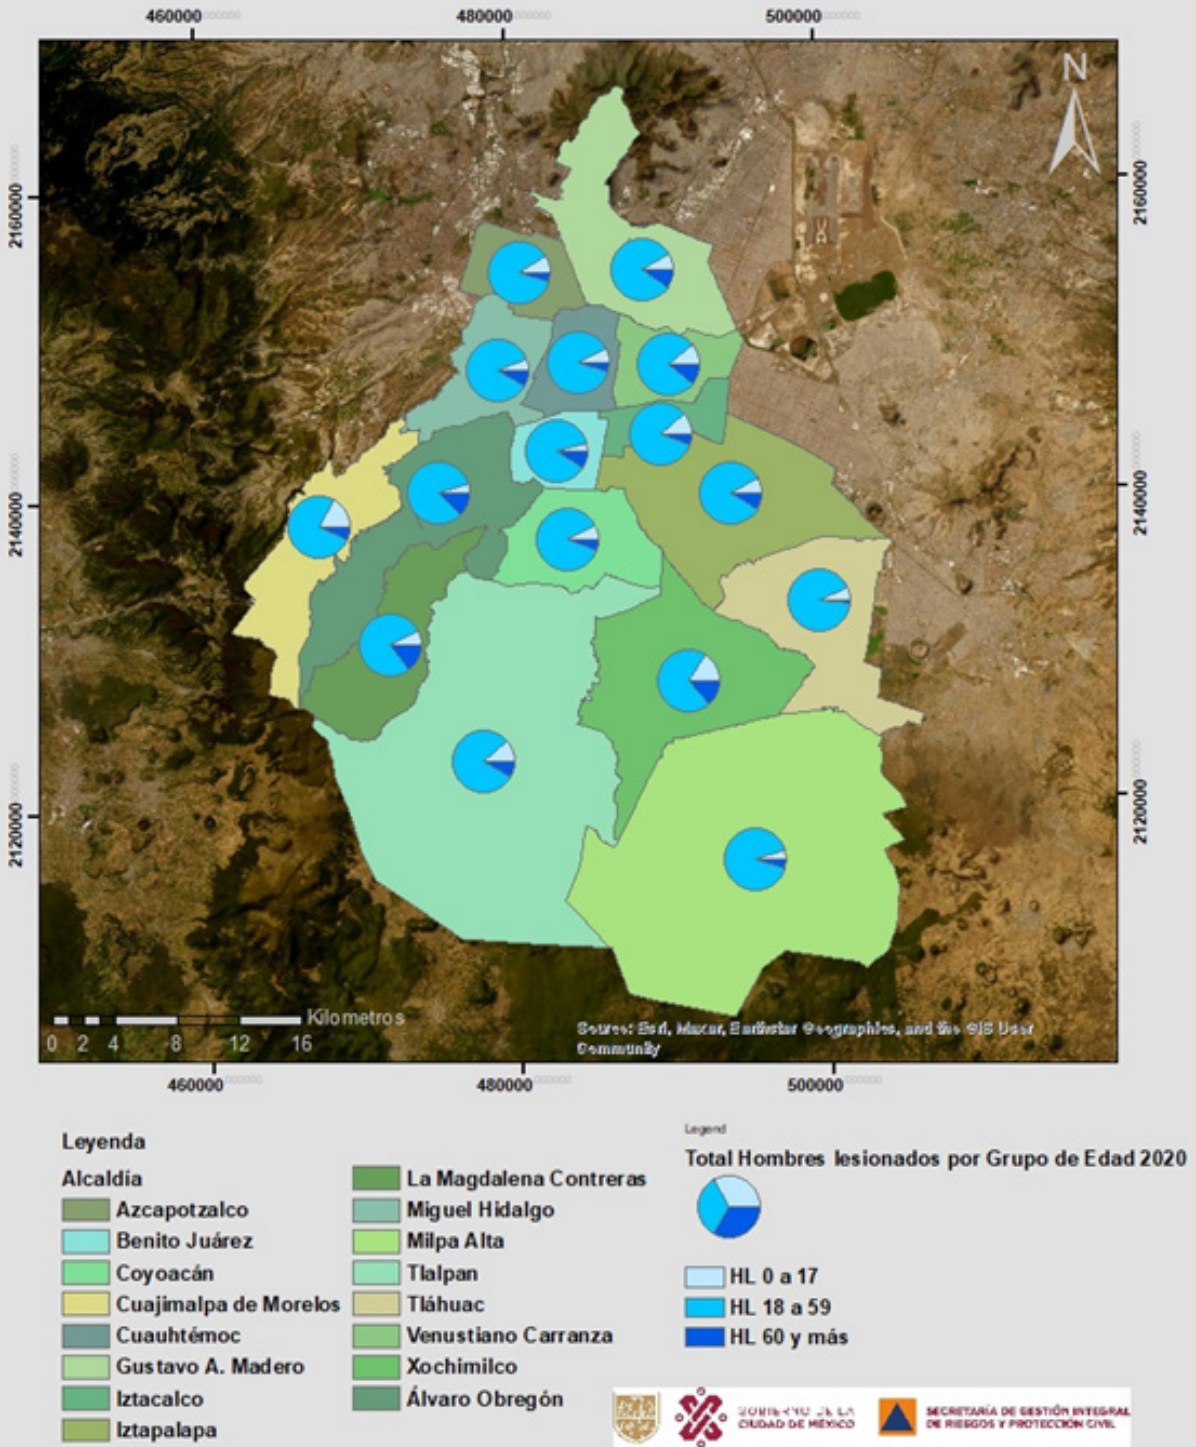 460000 480000 500000
N
2160000
2160000
2140000
2140000
2120000
2120000
Kilometros
0 2 4 8 12 16
Source: Esri, Maxar, Earthstar Geographics, and the GIS User
Community
460000 480000 500000
Leyenda
Alcaldía
Azcapotzalco
Benito Juárez
Coyoacán
Cuajimalpa de Morelos
Cuauhtémoc
Gustavo A. Madero
Iztacalco
Iztapalapa
La Magdalena Contreras
Miguel Hidalgo
Milpa Alta
Tlalpan
Tláhuac
Venustiano Carranza
Xochimilco
Álvaro Obregón
Legend
Total Hombres lesionados por Grupo de Edad 2020
HL 0 a 17
HL 18 a 59
HL 60 y más
GOBIERNO DE LA
CIUDAD DE MÉXICO
SECRETARÍA DE GESTIÓN INTEGRAL
DE RIESGOS Y PROTECCIÓN CIVIL